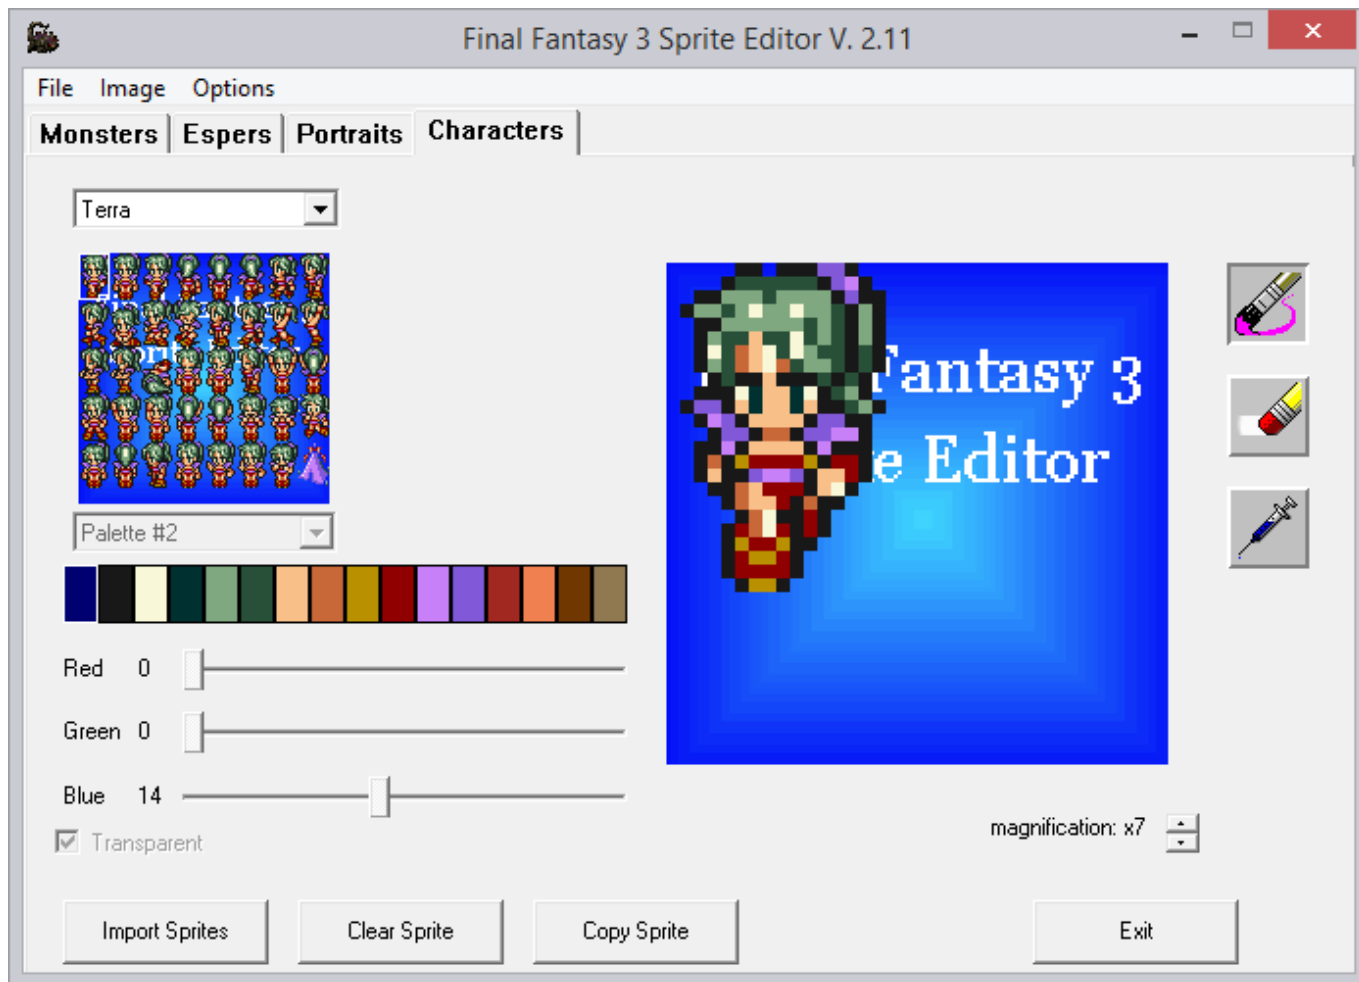 Final Fantasy 3 Sprite Editor V. 2.11
File Image Options
Monsters Espers Portraits Characters
Terra
Fantasy 3
e Editor
Palette #2
Red 0
Green 0
Blue 14
Transparent
magnification: x7
Import Sprites Clear Sprite Copy Sprite Exit